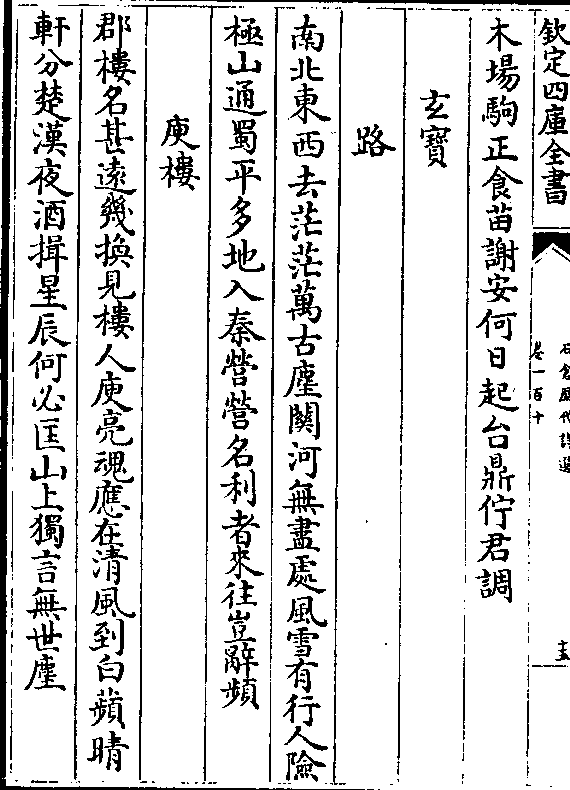 欽定四庫全書
石倉歷代詩選
卷一百十
木場駒正食苗謝安何日起台鼎佇君調
玄寶
路
南北東西去茫茫萬古塵關河無盡處風雪有行人險
極山通蜀平多地入秦營營名利者來往豈辭頻
庾樓
郡樓名甚遠幾換見樓人庾亮魂應在清風到白蘋晴
軒分楚漢夜酒揖星辰何必匡山上獨言無世塵